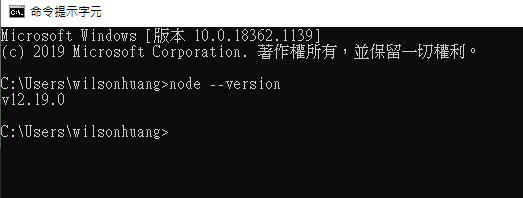 命令提示字元
Microsoft Windows [版本 10.0.18362.1139]
(c) 2019 Microsoft Corporation. 著作權所有，並保留一切權利。
C:\Users\wilsonhuang>node --version
v12.19.0
C:\Users\wilsonhuang>